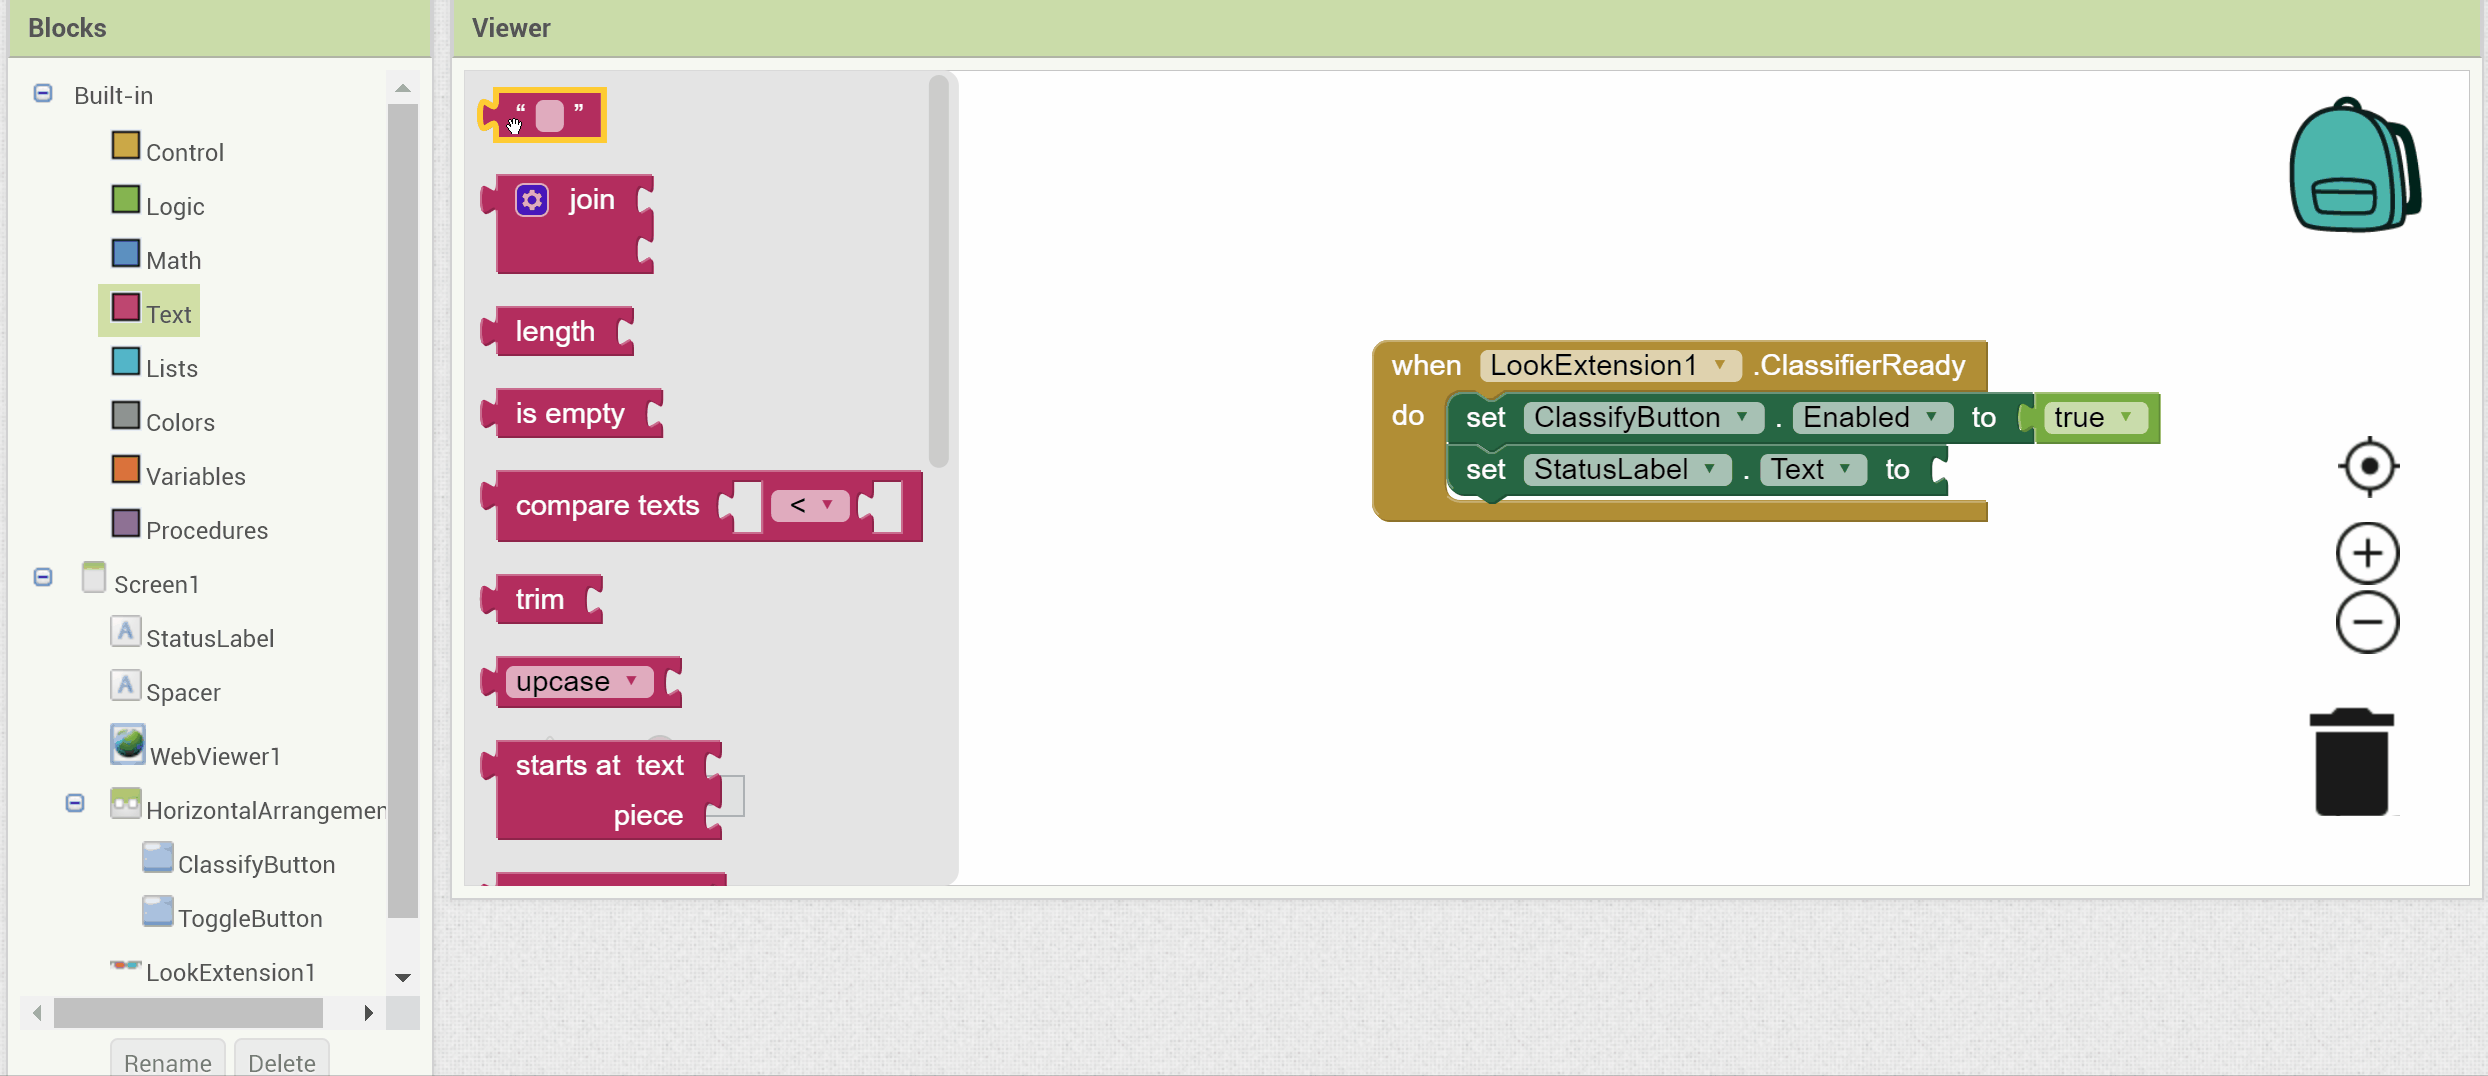 Blocks
Built-in
Control
Logic
Math
Text
Lists
Colors
Variables
Procedures
Screen1
StatusLabel
Spacer
WebViewer1
HorizontalArrangemen
ClassifyButton
ToggleButton
LookExtension1
Rename Delete
Viewer
“ ”
join
length
is empty
compare texts <
trim
upcase
starts at text
piece
when LookExtension1 .ClassifierReady
do set ClassifyButton . Enabled to true
set StatusLabel . Text to